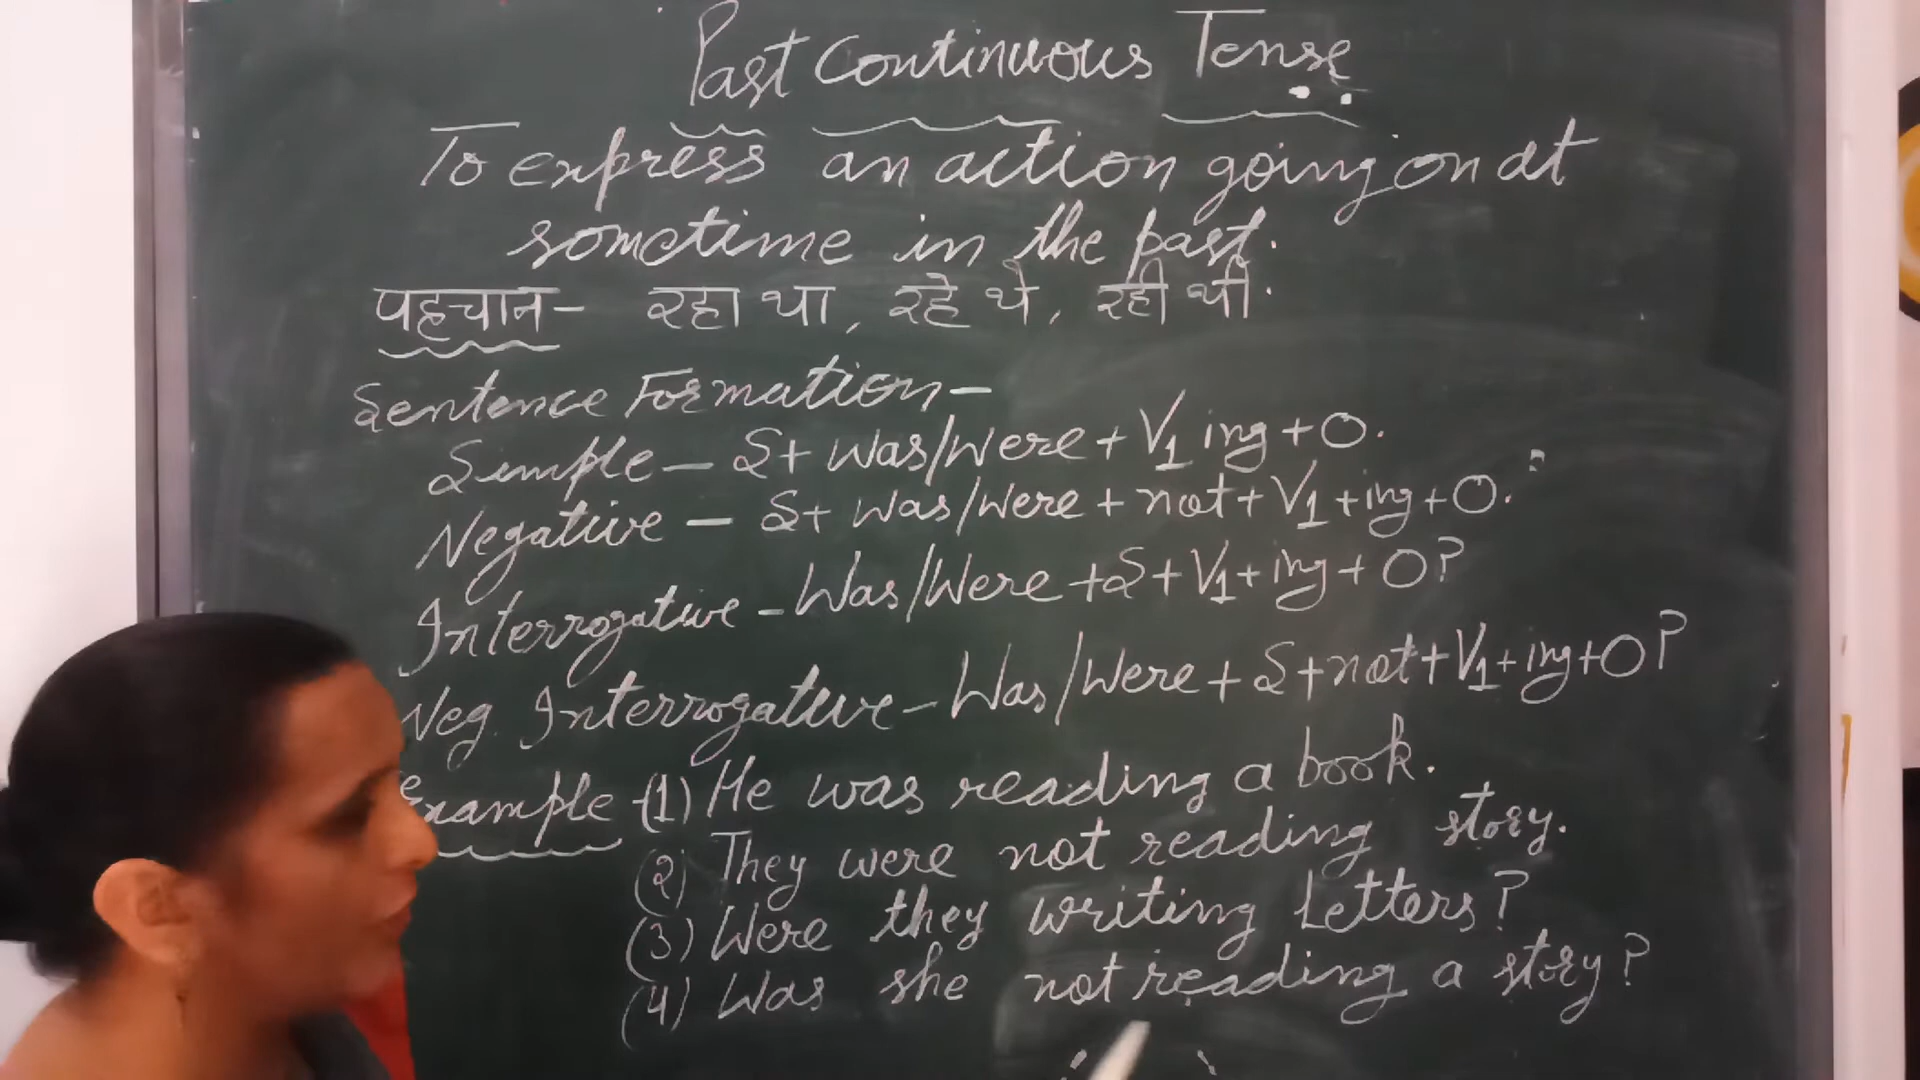 Past Continuous Tense
To express an action going on at
sometime in the past.
पहचान - रहा था, रहे थे, रही थी.
Sentence Formation -
Simple - S + Was/Were + V1 ing + O.
Negative - S + Was/Were + not + V1 + ing + O.
Interrogative - Was/Were + S + V1 + ing + O?
Neg. Interrogative - Was/Were + S + not + V1 + ing + O?
Example - (1) He was reading a book.
(2) They were not reading story.
(3) Were they writing Letters?
(4) Was she not reading a story?